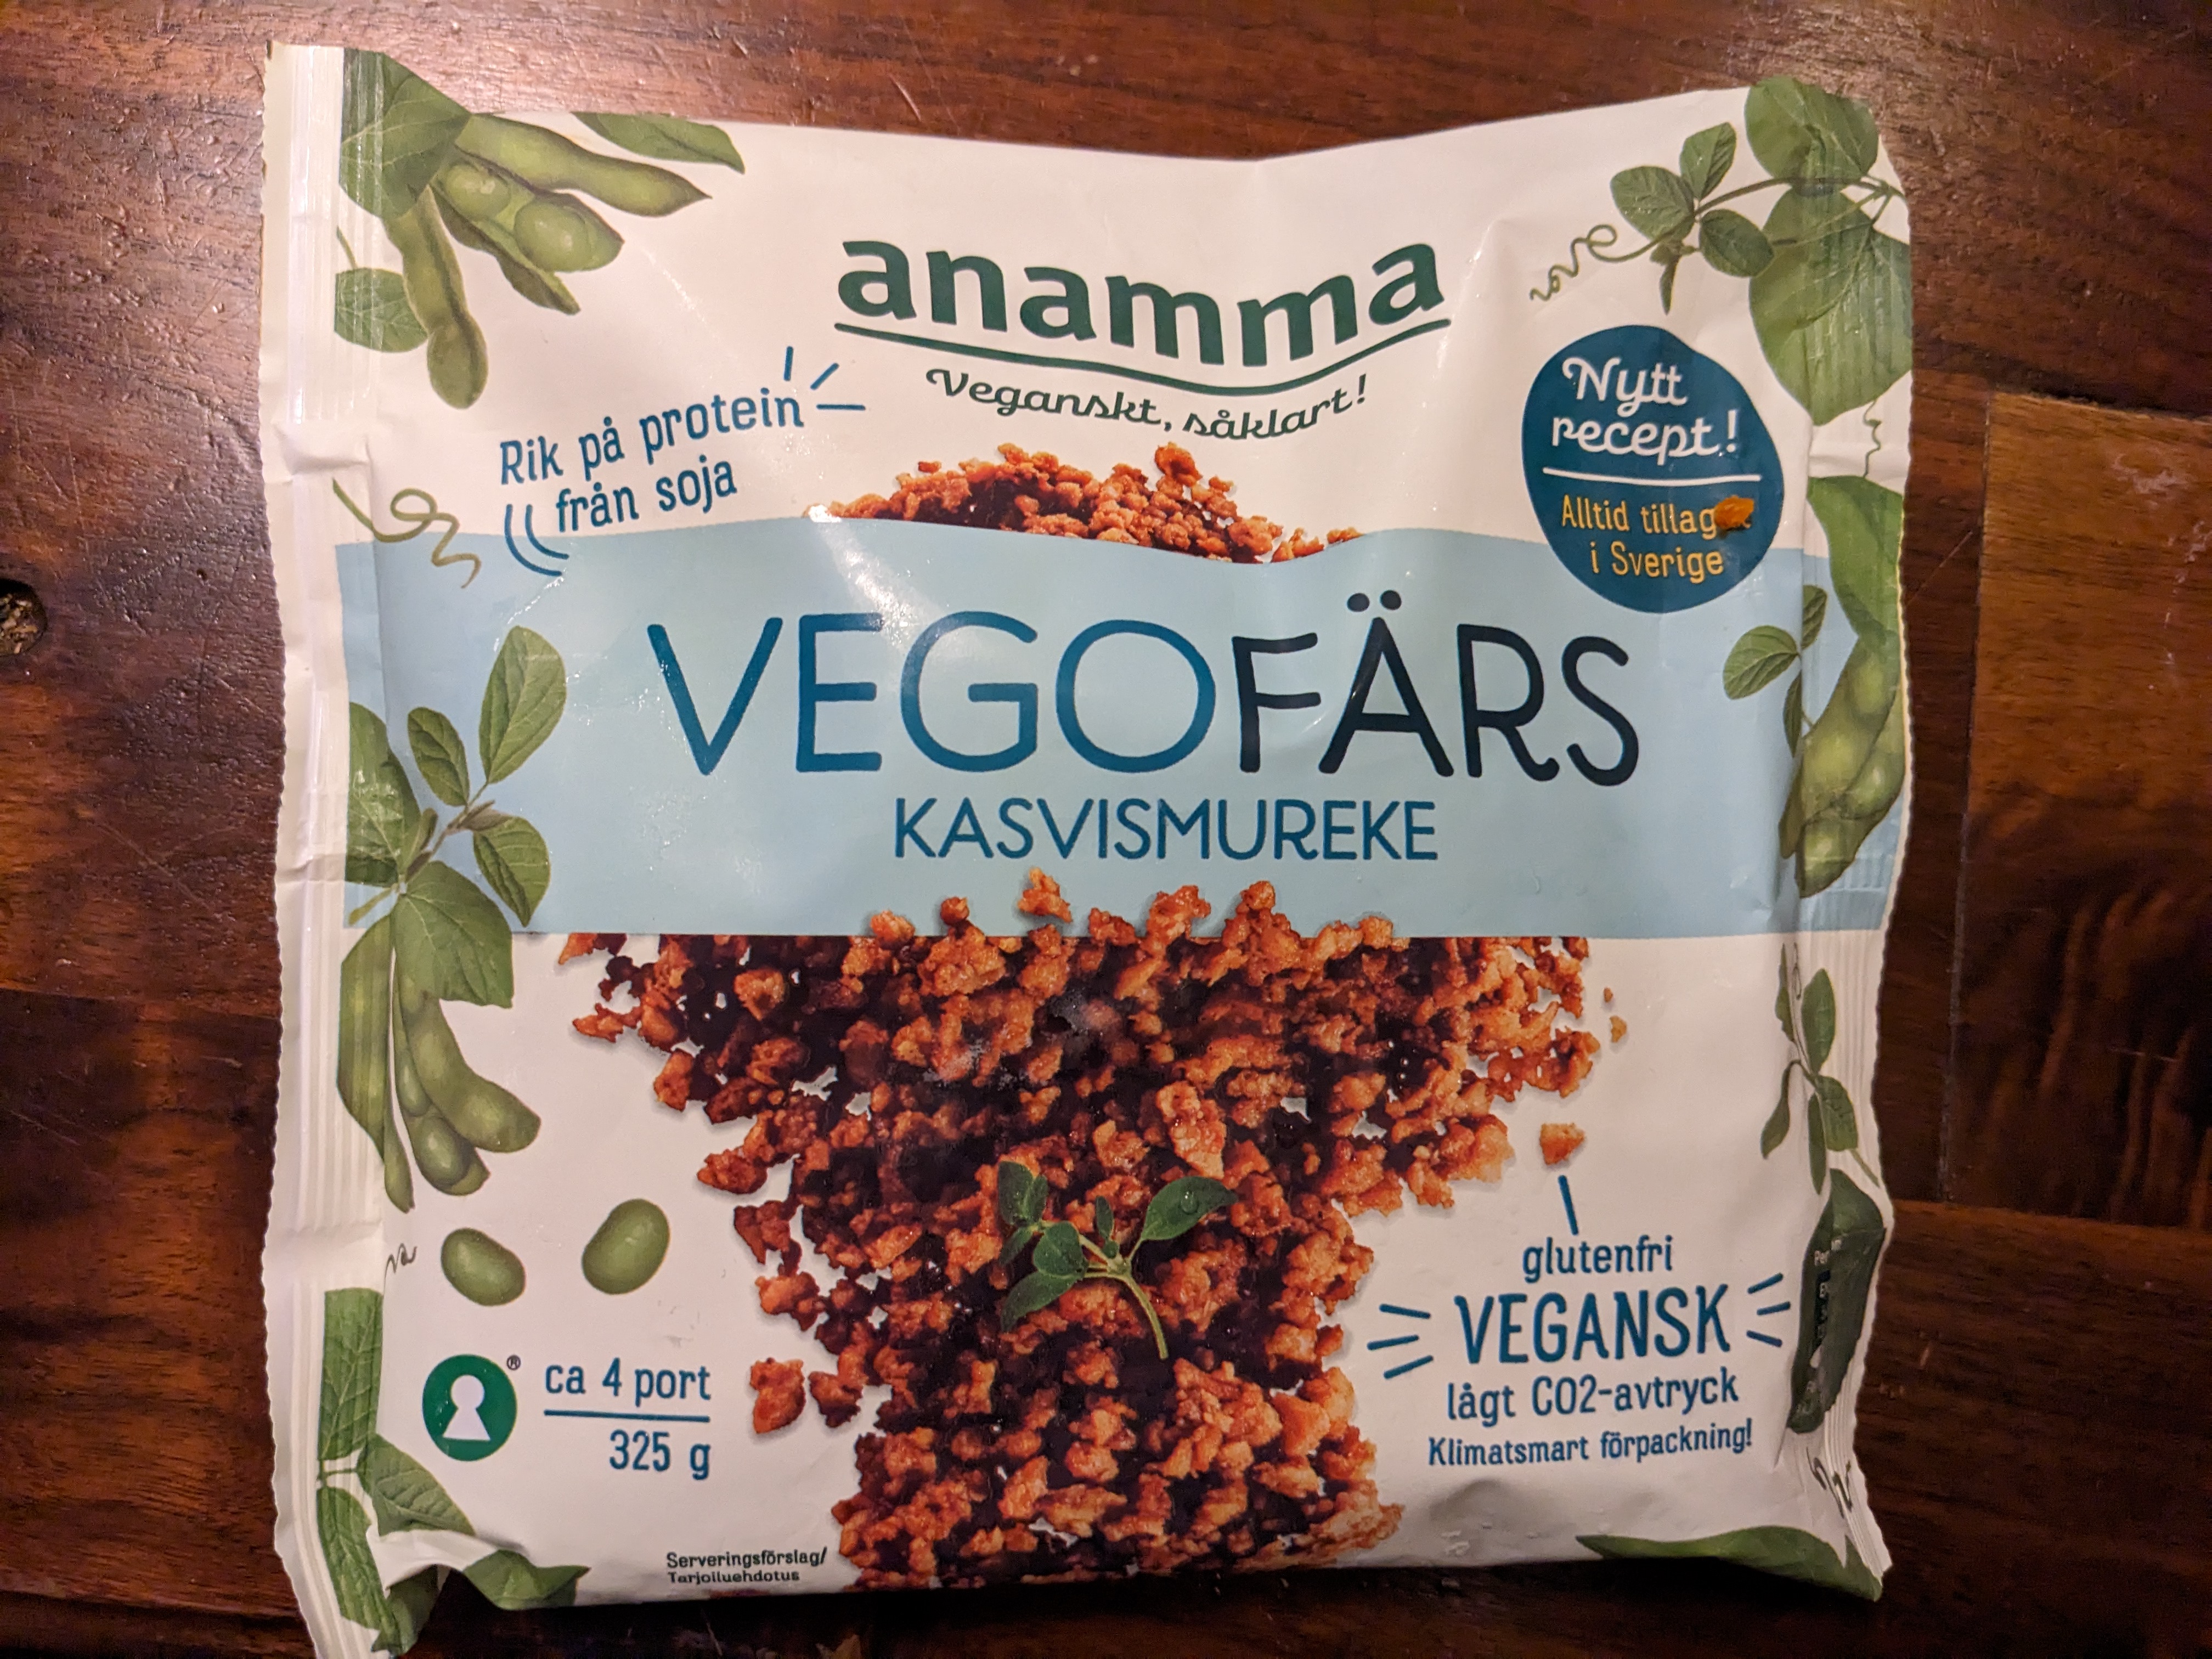 anamma
Veganskt, såklart!
Rik på protein
från soja
Nytt
recept!
Alltid tillag
i Sverige
VEGOFÄRS
KASVISMUREKE
glutenfri
VEGANSK
lågt CO2-avtryck
Klimatsmart förpackning!
®
ca 4 port
325 g
Serveringsförslag/
Tarjoiluehdotus